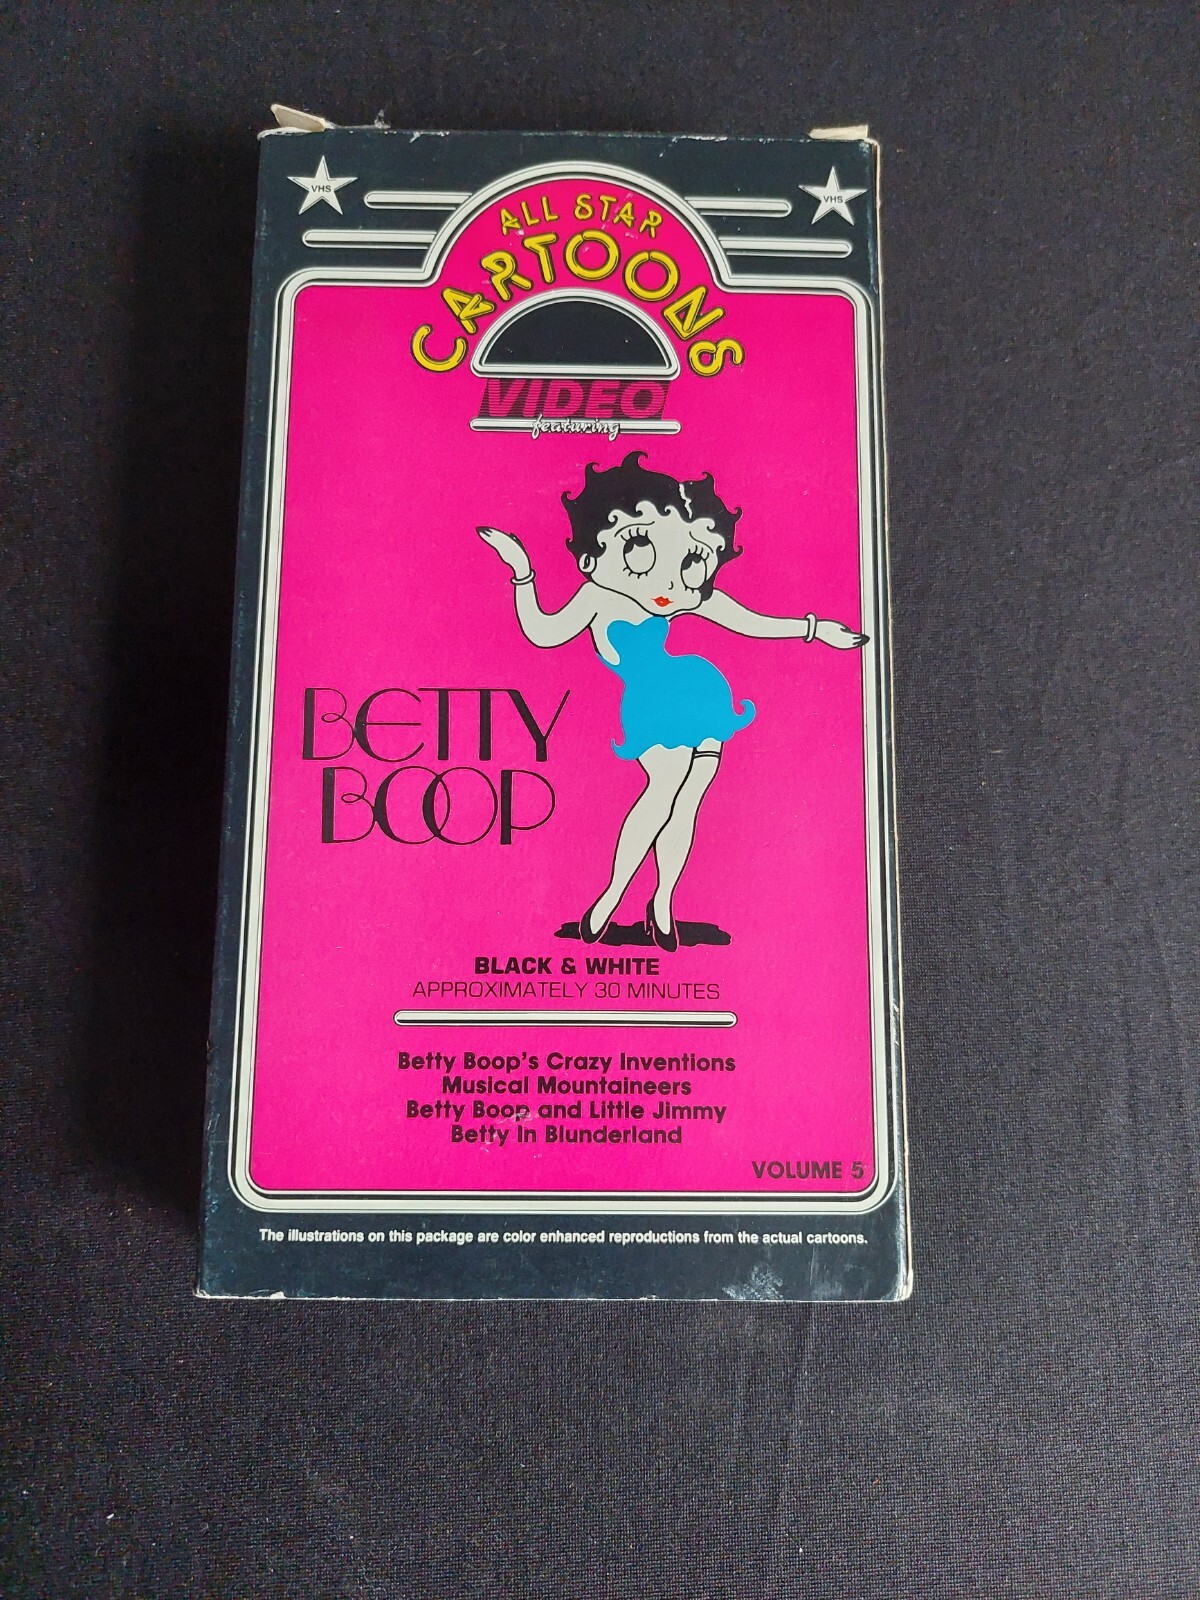 VHS
VHS
ALL STAR
CARTOONS
VIDEO
featuring
BETTY
BOOP
BLACK & WHITE
APPROXIMATELY 30 MINUTES
Betty Boop's Crazy Inventions
Musical Mountaineers
Betty Boop and Little Jimmy
Betty In Blunderland
VOLUME 5
The illustrations on this package are color enhanced reproductions from the actual cartoons.